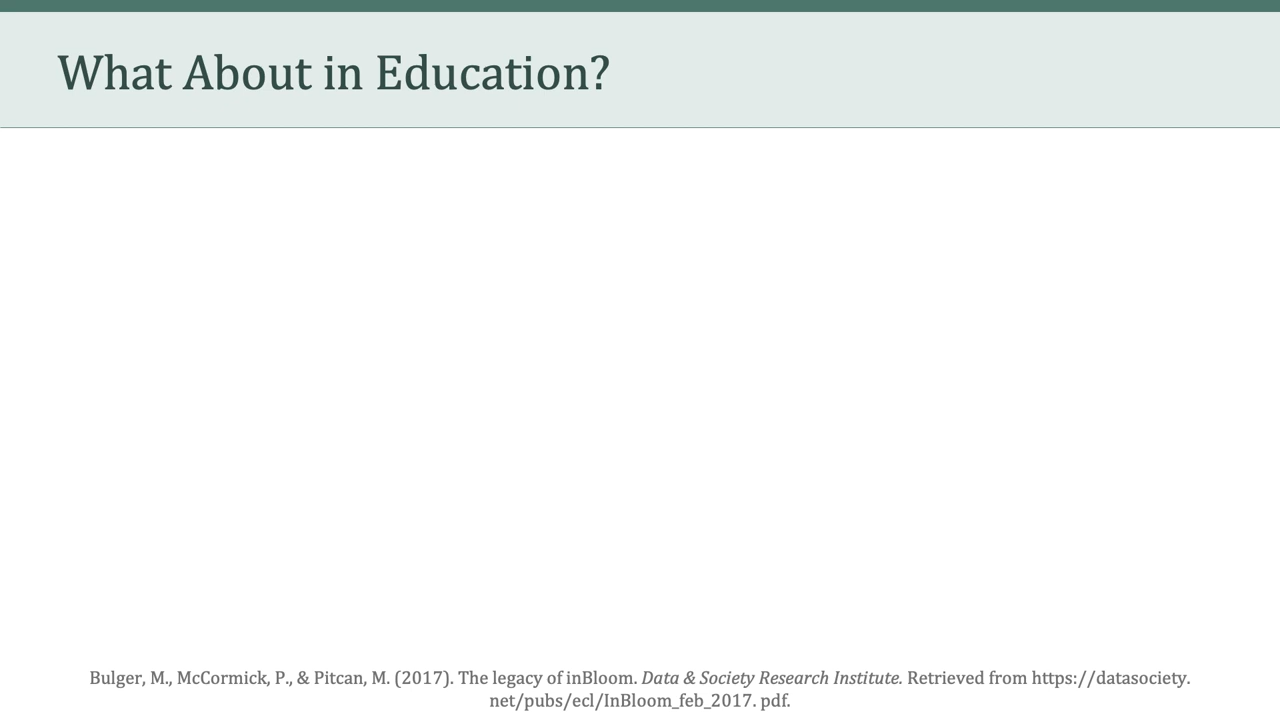 What About in Education?
Bulger, M., McCormick, P., & Pitcan, M. (2017). The legacy of inBloom. Data & Society Research Institute. Retrieved from https://datasociety.
net/pubs/ecl/InBloom_feb_2017. pdf.